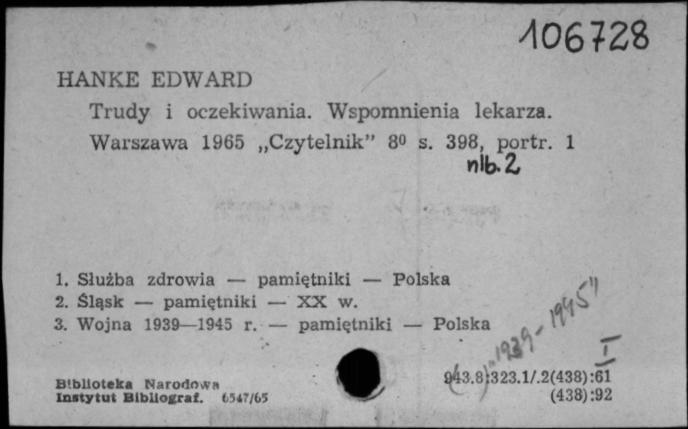 106728
HANKE EDWARD
Trudy i oczekiwania. Wspomnienia lekarza.
Warszawa 1965 „Czytelnik” 8⁰ s. 398, portr. 1
nlb. 2
1. Służba zdrowia — pamiętniki — Polska
2. Śląsk — pamiętniki — XX w.
3. Wojna 1939—1945 r. — pamiętniki — Polska
"1939-1945"
I
943.8:323.1/.2(438):61
(438):92
Biblioteka Narodowa
Instytut Bibliograf. 6547/65